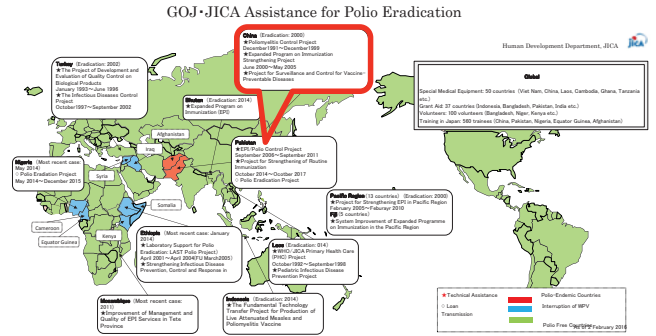 GOJ・JICA Assistance for Polio Eradication
Human Development Department, JICA
jica
China (Eradication: 2000)
★Poliomyelitis Control Project
December1991～December1999
★Expanded Program on Immunization
Strengthening Project
June 2000～May 2005
★Project for Surveillance and Control for Vaccine-
Preventable Diseases
Turkey (Eradication: 2002)
★The Project of Development and
Evaluation of Quality Control on
Biological Products
January 1993～June 1996
★The Infectious Diseases Control
Project
October1997～September 2002
Global
Special Medical Equipment: 50 countries (Viet Nam, China, Laos, Cambodia, Ghana, Tanzania
etc.)
Grant Aid: 37 countries (Indonesia, Bangladesh, Pakistan, India etc.)
Volunteers: 100 volunteers (Bangladesh, Niger, Kenya etc.)
Training in Japan: 560 trainees (China, Pakistan, Nigeria, Equator Guinea, Afghanistan)
Bhutan (Eradication: 2014)
★Expanded Program on
Immunization (EPI)
Afghanistan
Iraq
Syria
Pakistan
★EPI/Polio Control Project
September 2006～September 2011
★Project for Strengthening of Routine
Immunization
October 2014～Ocotber 2017
○ Polio Eradication Project
Nigeria (Most recent case:
May 2014)
○ Polio Eradiation Project
May 2014～December 2015
Somalia
Cameroon
Equator Guinea
Kenya
Pacific Region (13 countries) (Eradication: 2000)
★Project for Strengthening EPI in Pacific Region
February 2005～Feburayr 2010
Fiji (5 countries)
★System Improvement of Expanded Programme
on Immunization in the Pacific Region
Ethiopia (Most recent case: January
2014)
★Laboratory Support for Polio
Eradication: LAST Polio Project)
April 2001～April 2004(FU March2005)
★Strengthening Infectious Disease
Prevention, Control and Response in
Laos (Eradication: 014)
★WHO/JICA Primary Health Care
(PHC) Project
October1992～September1998
★Pediatric Infectious Disease
Prevention Project
Mozambique (Most recent case:
2011)
★Improvement of Management and
Quality of EPI Services in Tete
Province
Indonesia (Eradication: 2014)
★The Fundamental Technology
Transfer Project for Production of
Live Attenuated Measles and
Poliomyelitis Vaccine
★Technical Assistance
○ Loan
Transmission
Polio-Endemic Countries
Interruption of WPV
Polio Free Countries
As of 2 February 2016